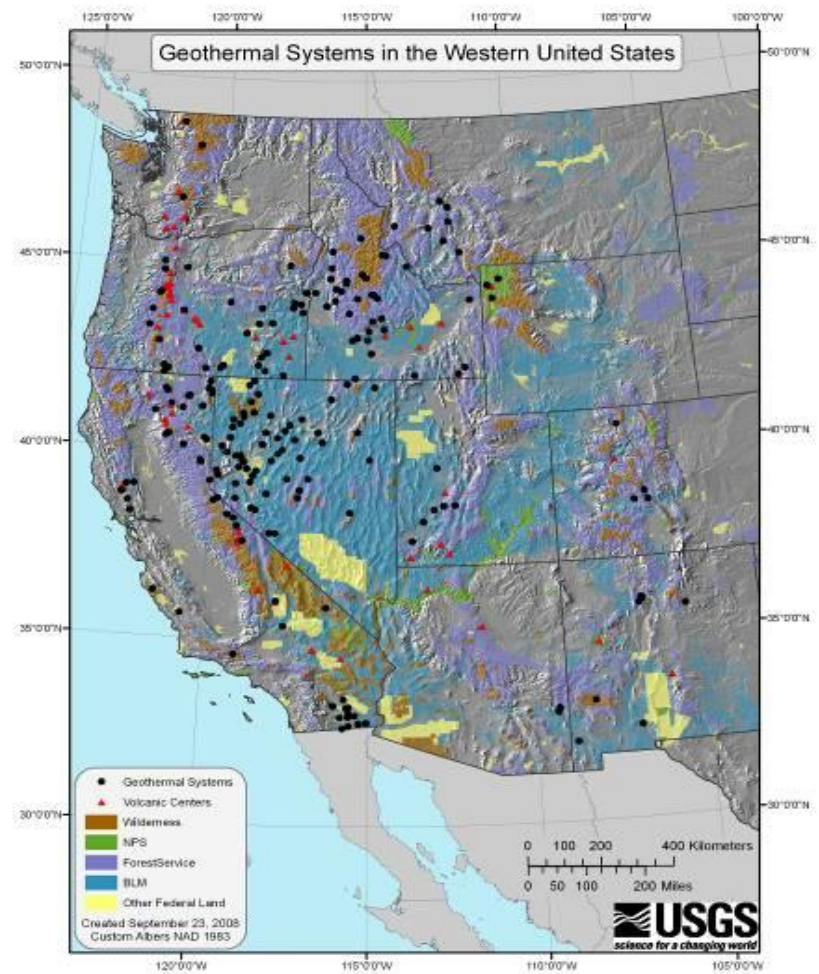 125°0'0"W 120°0'0"W 115°0'0"W 110°0'0"W 105°0'0"W 100°0'0"W
Geothermal Systems in the Western United States
50°0'0"N 50°0'0"N
45°0'0"N 45°0'0"N
40°0'0"N 40°0'0"N
35°0'0"N 35°0'0"N
30°0'0"N 30°0'0"N
Geothermal Systems
Volcanic Centers
Wilderness
NPS
ForestService
BLM
Other Federal Land
Created September 23, 2008
Custom Albers NAD 1983
0 100 200 400 Kilometers
0 50 100 200 Miles
USGS
science for a changing world
120°0'0"W 115°0'0"W 110°0'0"W 105°0'0"W